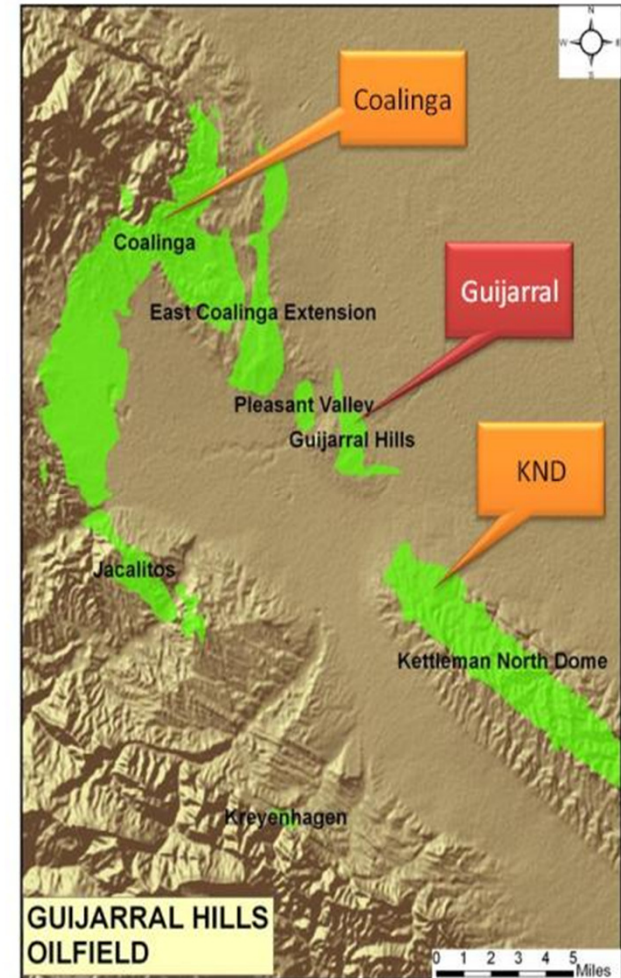 N
W E
S
Coalinga
Coalinga
Guijarral
East Coalinga Extension
Pleasant Valley
Guijarral Hills
KND
Jacalitos
Kettleman North Dome
Kreyenhagen
GUIJARRAL HILLS
OILFIELD
0 1 2 3 4 5
Miles